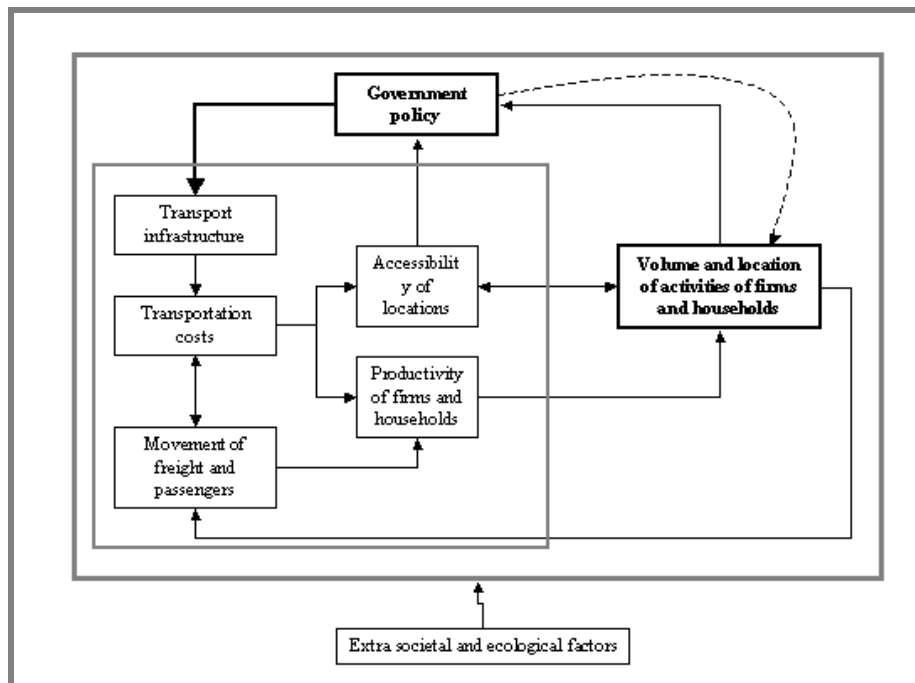 Government
policy
Transport
infrastructure
Accessibilit
y of
locations
Volume and location
of activities of firms
and households
Transportation
costs
Productivity
of firms and
households
Movement of
freight and
passengers
Extra societal and ecological factors